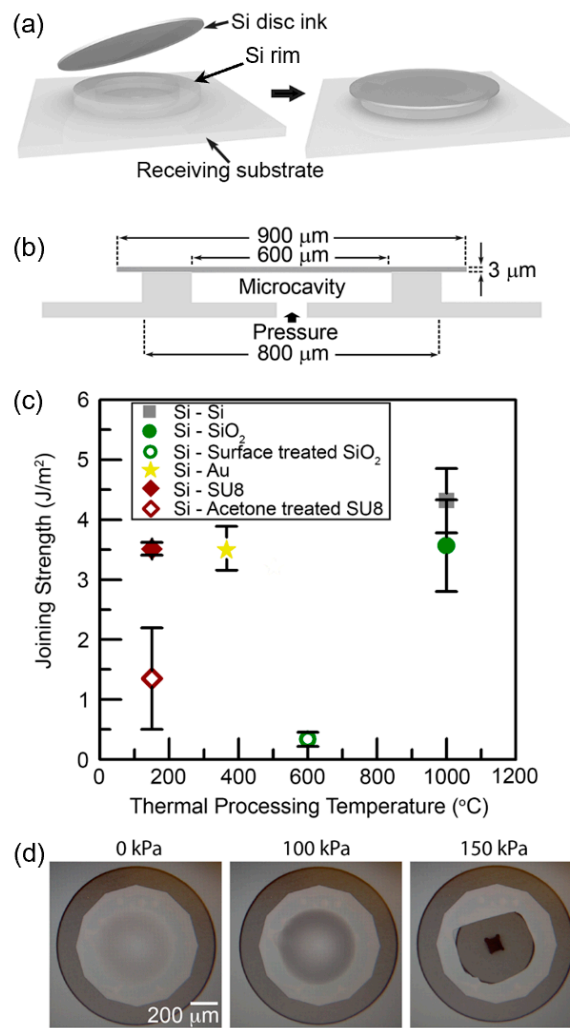 (a)
Si disc ink
Si rim
Receiving substrate
(b)
900 μm
600 μm
3 μm
Microcavity
Pressure
800 μm
(c)
6
5
4
3
2
1
0
Joining Strength (J/m²)
Si - Si
Si - SiO₂
Si - Surface treated SiO₂
Si - Au
Si - SU8
Si - Acetone treated SU8
0 200 400 600 800 1000 1200
Thermal Processing Temperature (°C)
(d)
0 kPa 100 kPa 150 kPa
200 μm